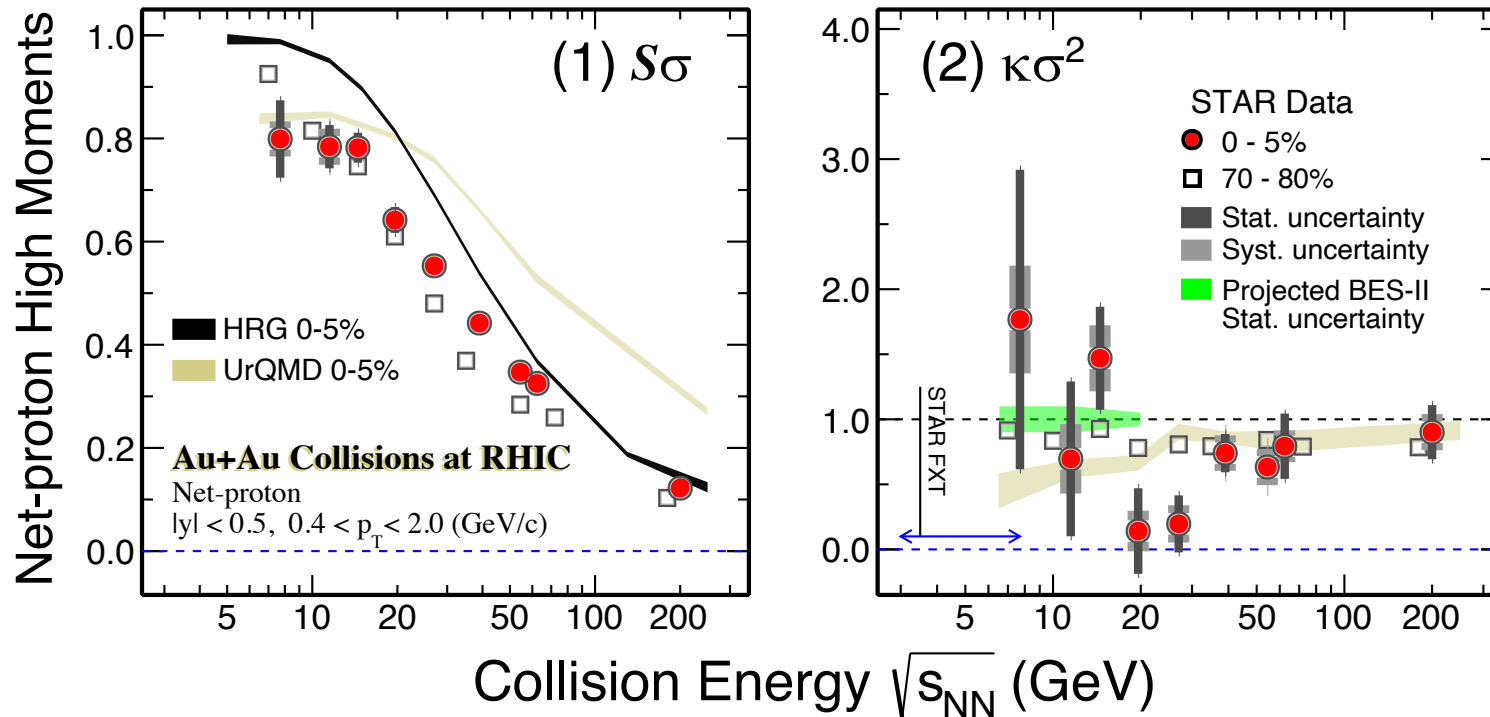 Net-proton High Moments
1.0
0.8
0.6
0.4
0.2
0.0
(1) Sσ
HRG 0-5%
UrQMD 0-5%
Au+Au Collisions at RHIC
Net-proton
|y| < 0.5, 0.4 < p_T < 2.0 (GeV/c)
5 10 20 50 100 200
4.0
3.0
2.0
1.0
0.0
(2) κσ²
STAR Data
0 - 5%
70 - 80%
Stat. uncertainty
Syst. uncertainty
Projected BES-II
Stat. uncertainty
STAR FXT
5 10 20 50 100 200
Collision Energy √s_NN (GeV)